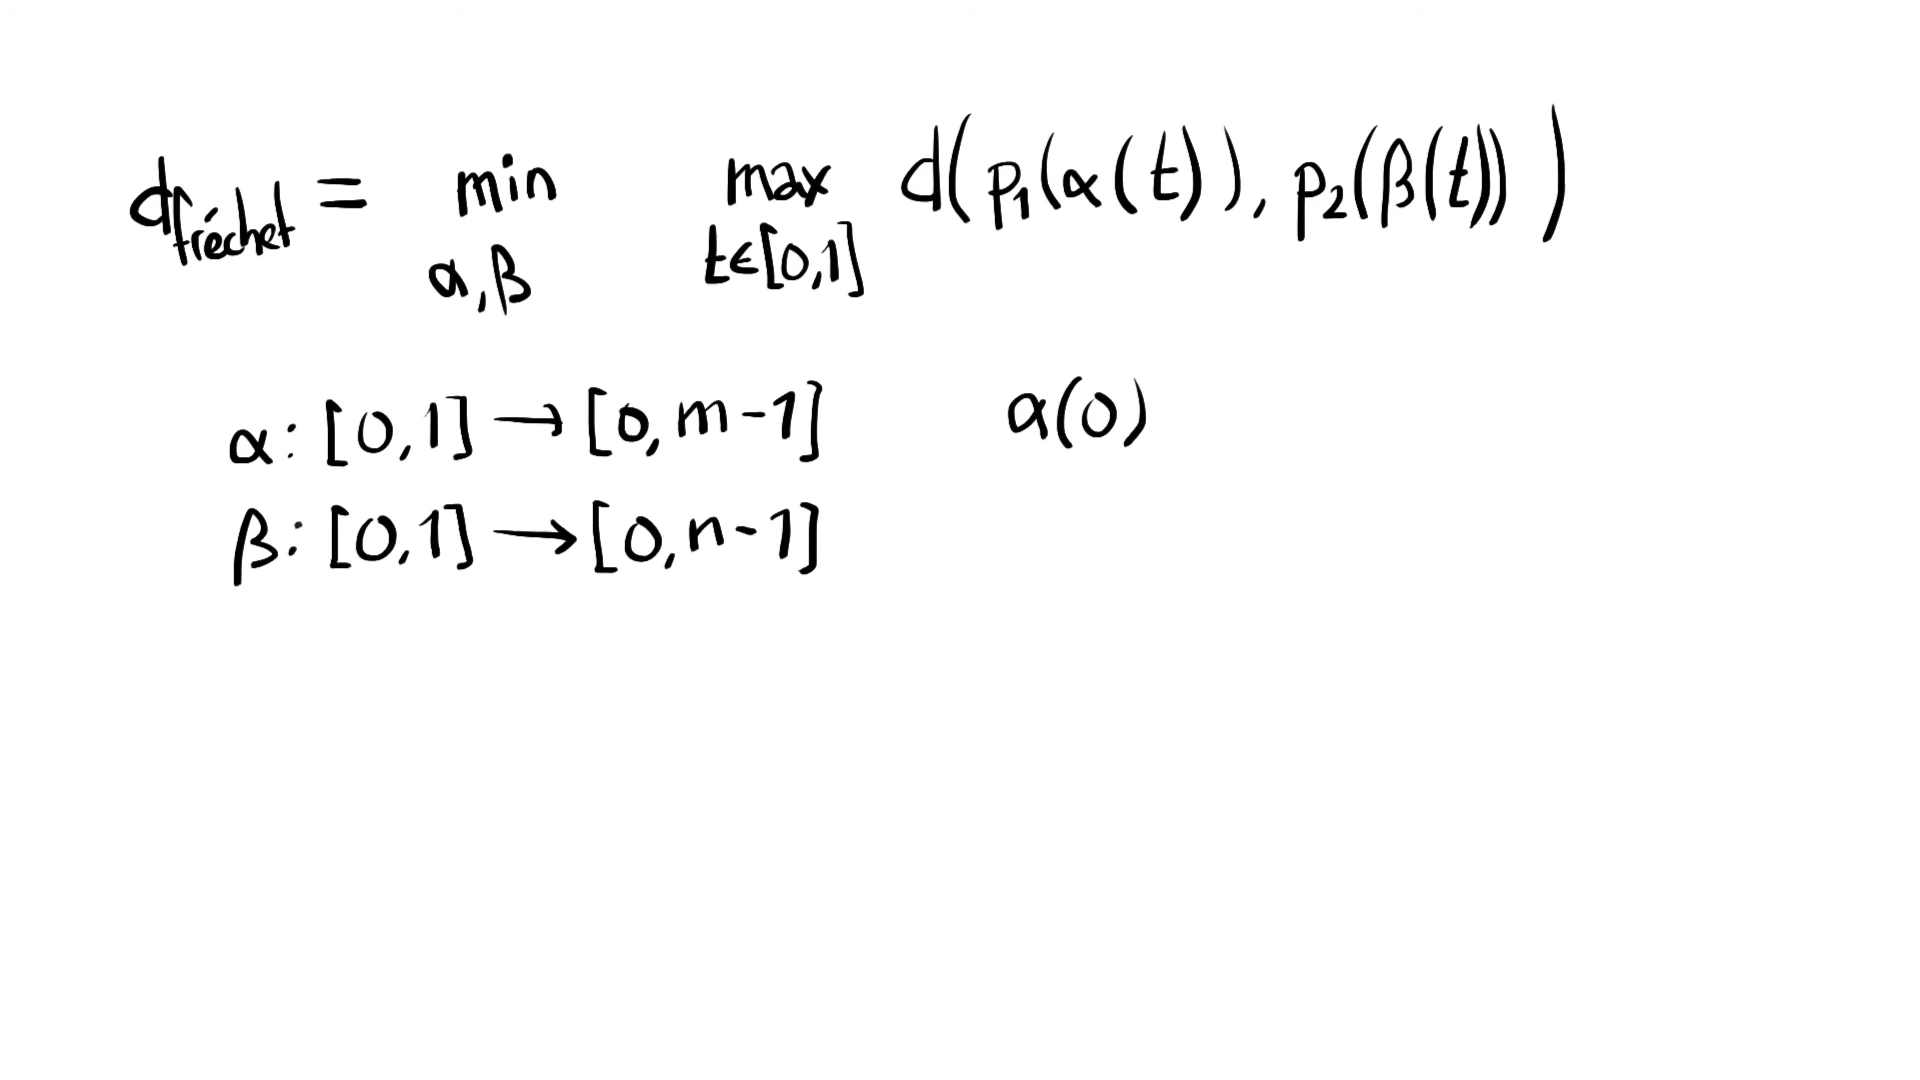 d_fréchet = min max d(p₁(α(t)), p₂(β(t)))
α,β t∈[0,1]
α: [0,1] → [0,m-1] α(0)
β: [0,1] → [0,n-1]